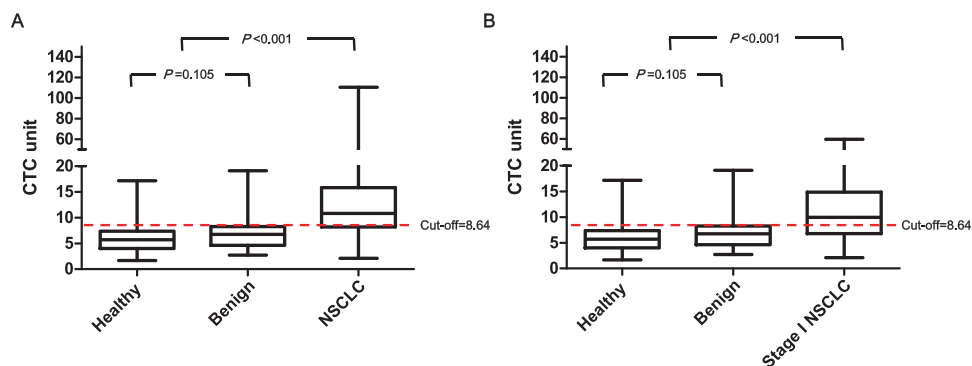 A
P<0.001
P=0.105
CTC unit
140
120
100
80
60
20
15
10
5
0
Cut-off=8.64
Healthy
Benign
NSCLC
B
P<0.001
P=0.105
CTC unit
140
120
100
80
60
20
15
10
5
0
Cut-off=8.64
Healthy
Benign
Stage I NSCLC